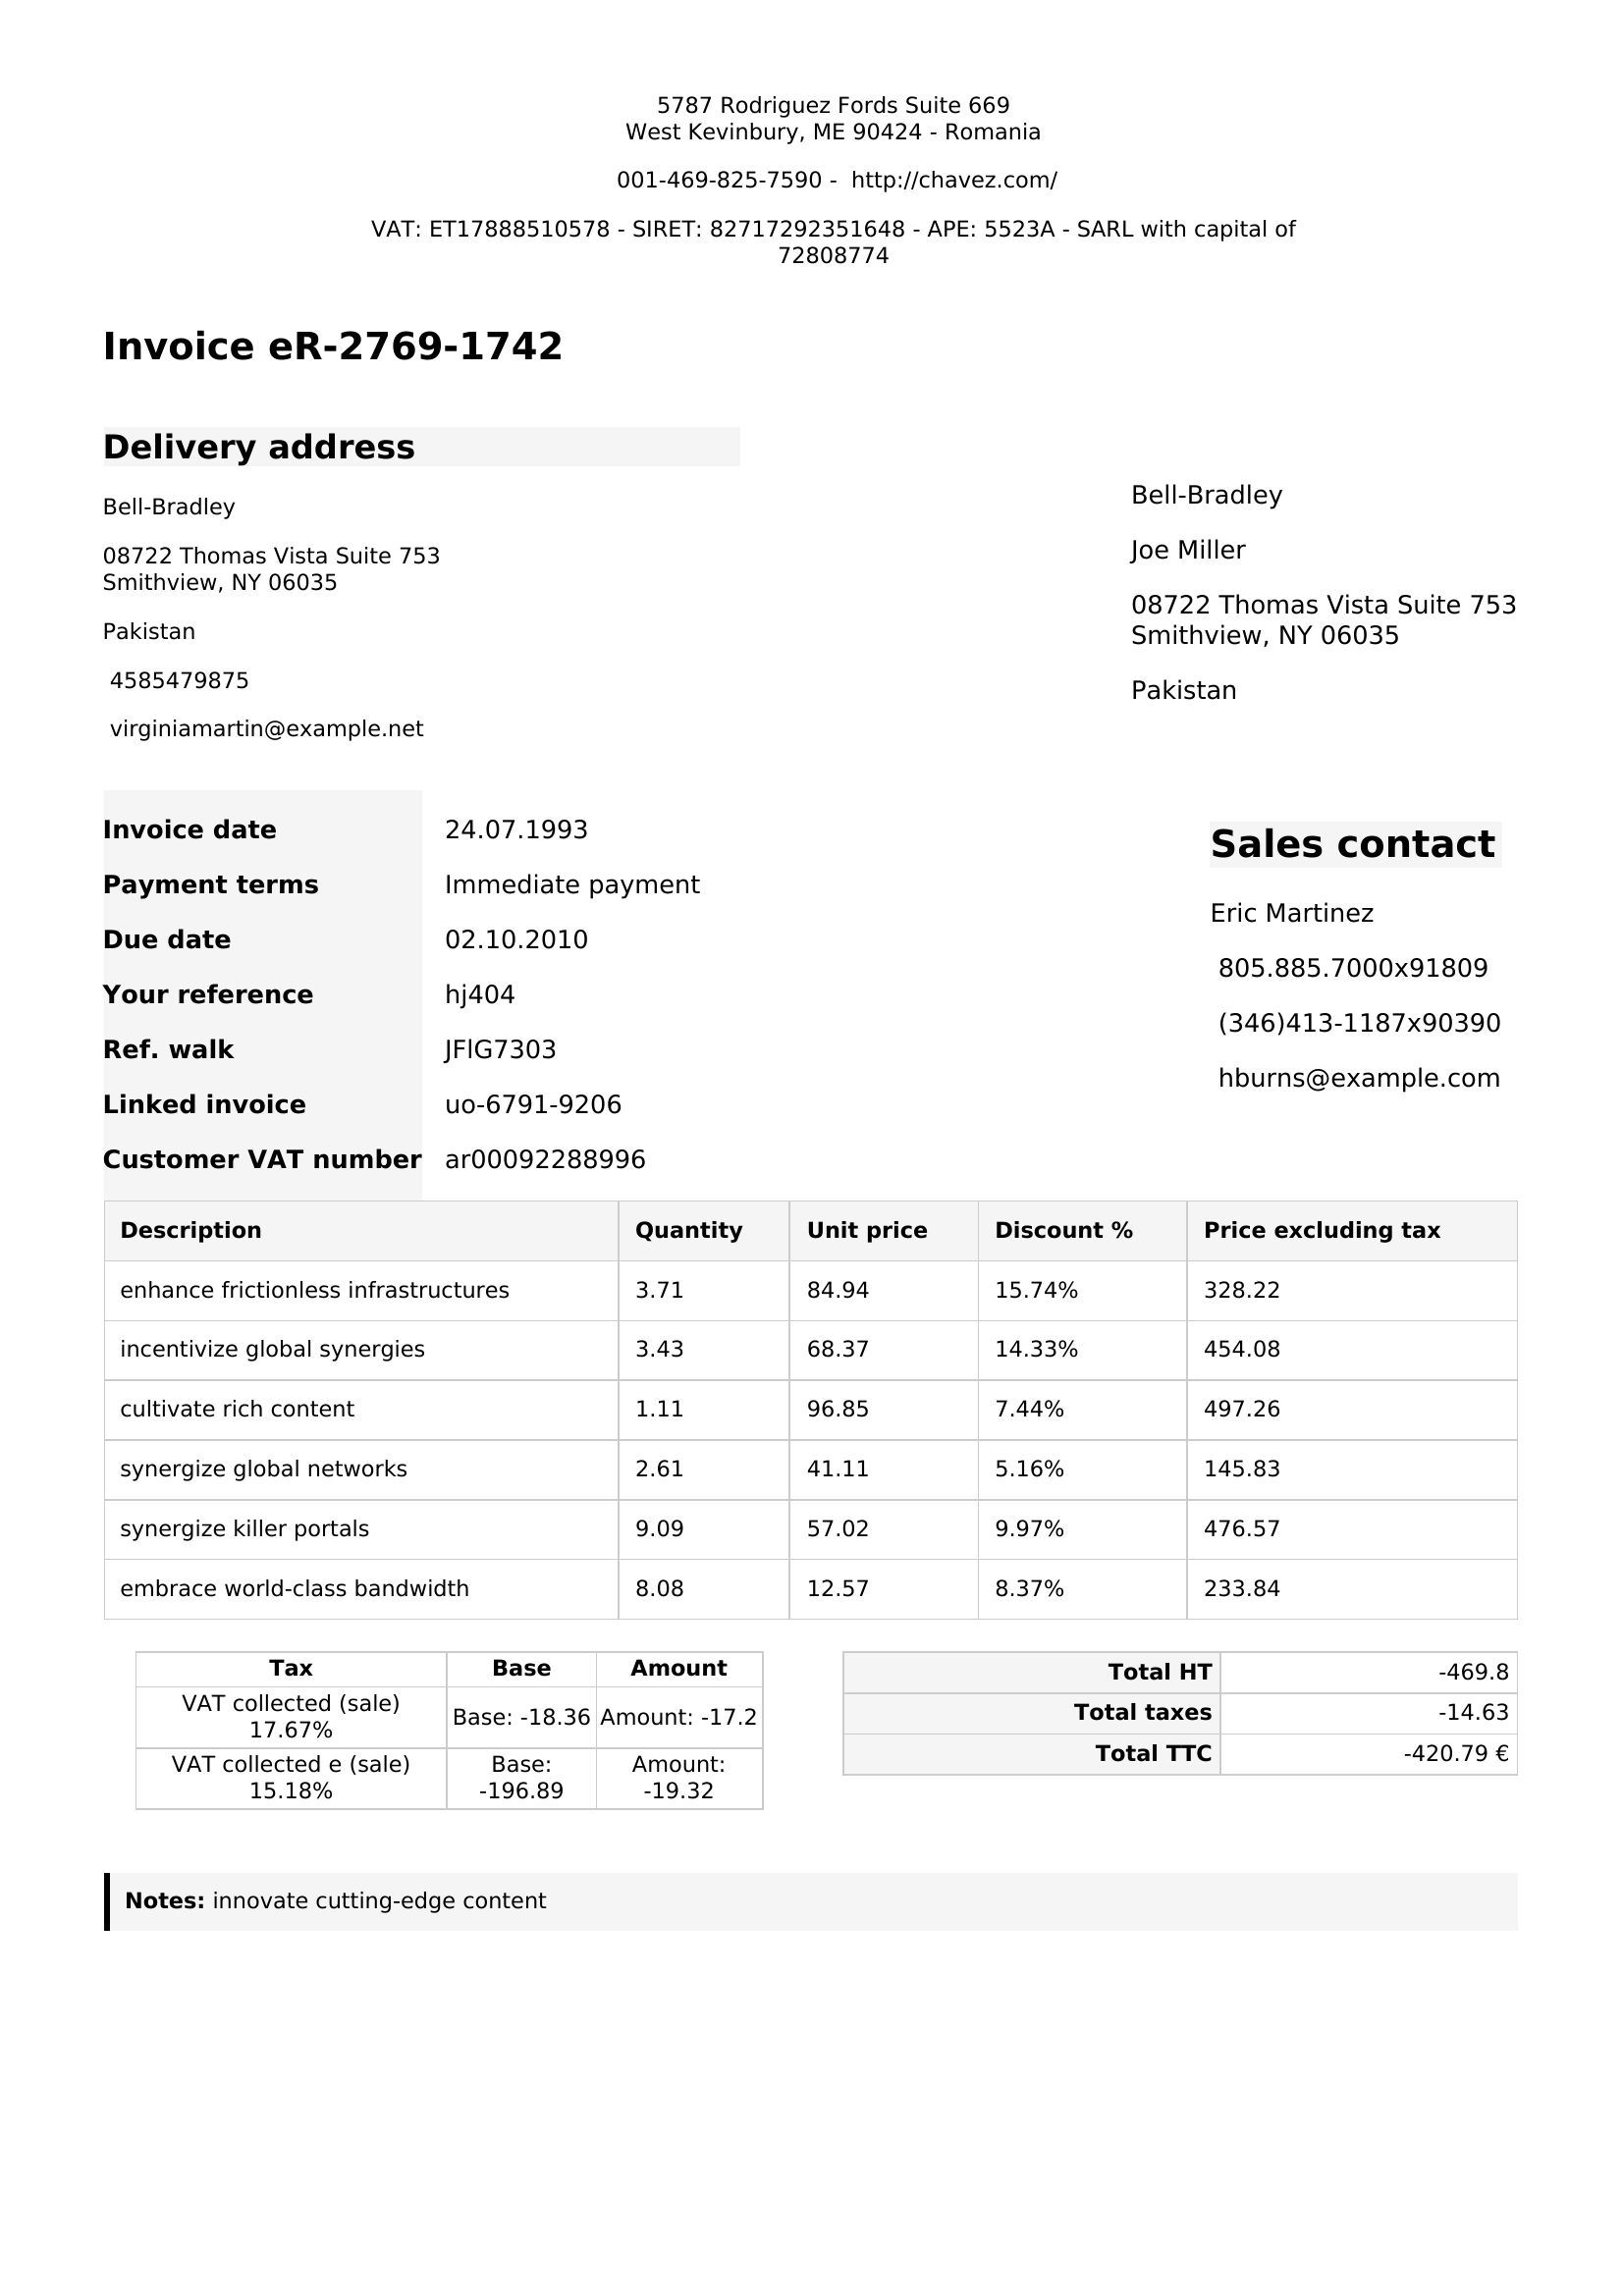 5787 Rodriguez Fords Suite 669
West Kevinbury, ME 90424 - Romania
001-469-825-7590 - http://chavez.com/
VAT: ET17888510578 - SIRET: 82717292351648 - APE: 5523A - SARL with capital of
72808774
Invoice eR-2769-1742
Delivery address
Bell-Bradley
08722 Thomas Vista Suite 753
Smithview, NY 06035
Pakistan
4585479875
virginiamartin@example.net
Bell-Bradley
Joe Miller
08722 Thomas Vista Suite 753
Smithview, NY 06035
Pakistan
Invoice date 24.07.1993
Payment terms Immediate payment
Due date 02.10.2010
Your reference hj404
Ref. walk JFlG7303
Linked invoice uo-6791-9206
Customer VAT number ar00092288996
Sales contact
Eric Martinez
805.885.7000x91809
(346)413-1187x90390
hburns@example.com
Description Quantity Unit price Discount % Price excluding tax
enhance frictionless infrastructures 3.71 84.94 15.74% 328.22
incentivize global synergies 3.43 68.37 14.33% 454.08
cultivate rich content 1.11 96.85 7.44% 497.26
synergize global networks 2.61 41.11 5.16% 145.83
synergize killer portals 9.09 57.02 9.97% 476.57
embrace world-class bandwidth 8.08 12.57 8.37% 233.84
Tax Base Amount
VAT collected (sale)
17.67% Base: -18.36 Amount: -17.2
VAT collected e (sale) Base: Amount:
15.18% -196.89 -19.32
Total HT -469.8
Total taxes -14.63
Total TTC -420.79 €
Notes: innovate cutting-edge content